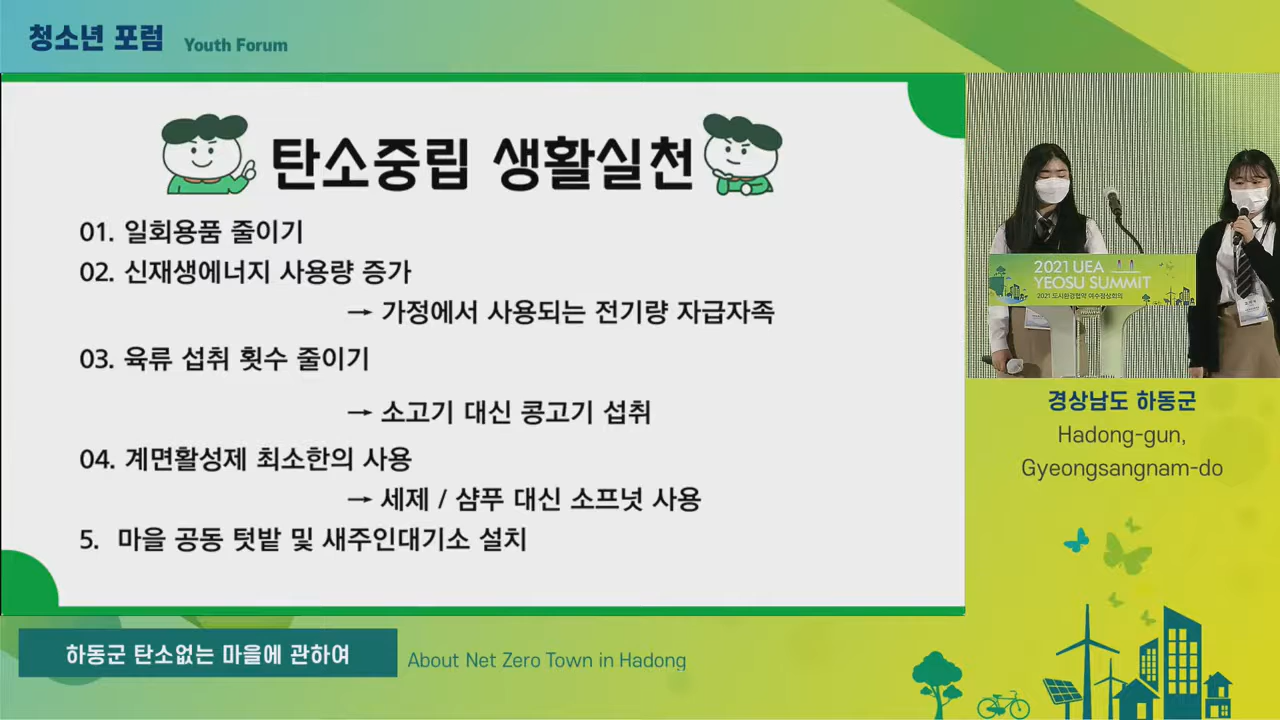 청소년 포럼 Youth Forum
탄소중립 생활실천
01. 일회용품 줄이기
02. 신재생에너지 사용량 증가
→ 가정에서 사용되는 전기량 자급자족
03. 육류 섭취 횟수 줄이기
→ 소고기 대신 콩고기 섭취
04. 계면활성제 최소한의 사용
→ 세제 / 샴푸 대신 소프넛 사용
5. 마을 공동 텃밭 및 새주인대기소 설치
2021 UEA
YEOSU SUMMIT
2021 도시환경협약 여수정상회의
경상남도 하동군
Hadong-gun,
Gyeongsangnam-do
하동군 탄소없는 마을에 관하여
About Net Zero Town in Hadong